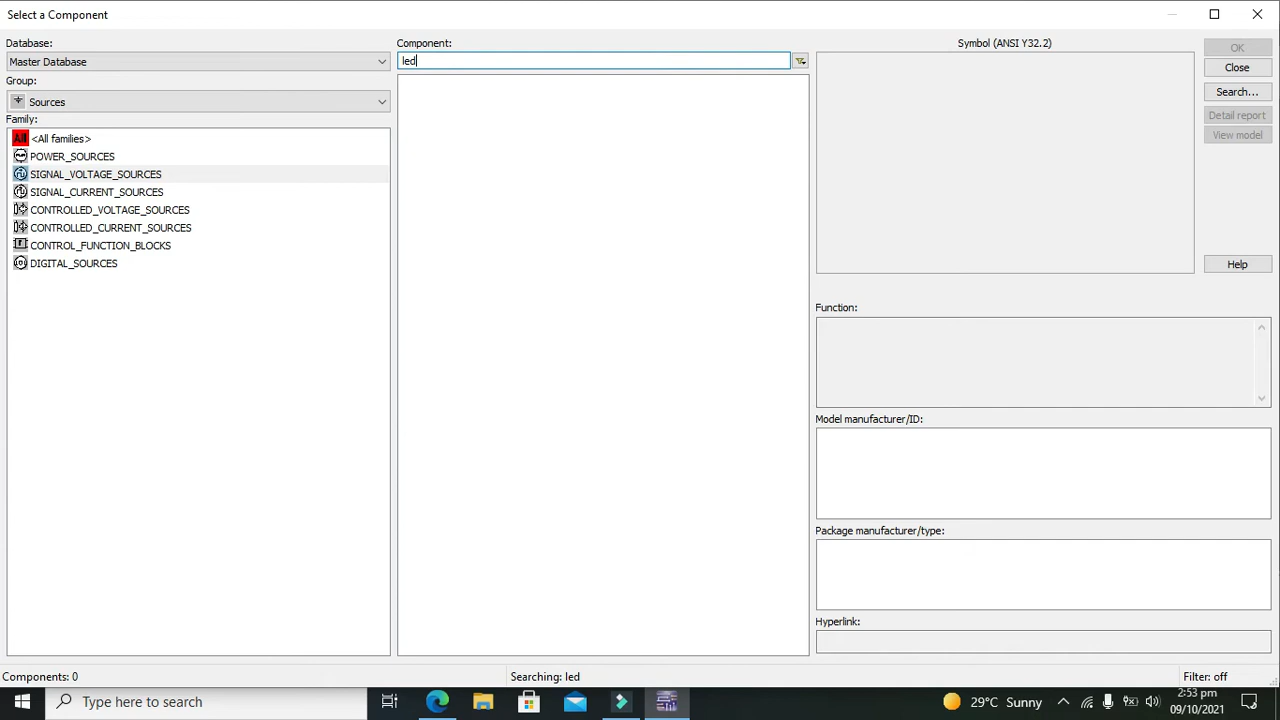 Select a Component
Database:
Master Database
Group:
Sources
Family:
All <All families>
POWER_SOURCES
SIGNAL_VOLTAGE_SOURCES
SIGNAL_CURRENT_SOURCES
CONTROLLED_VOLTAGE_SOURCES
CONTROLLED_CURRENT_SOURCES
CONTROL_FUNCTION_BLOCKS
DIGITAL_SOURCES
Component:
led
Symbol (ANSI Y32.2)
OK
Close
Search...
Detail report
View model
Help
Function:
Model manufacturer/ID:
Package manufacturer/type:
Hyperlink:
Components: 0
Searching: led
Filter: off
Type here to search
29°C Sunny
2:53 pm
09/10/2021